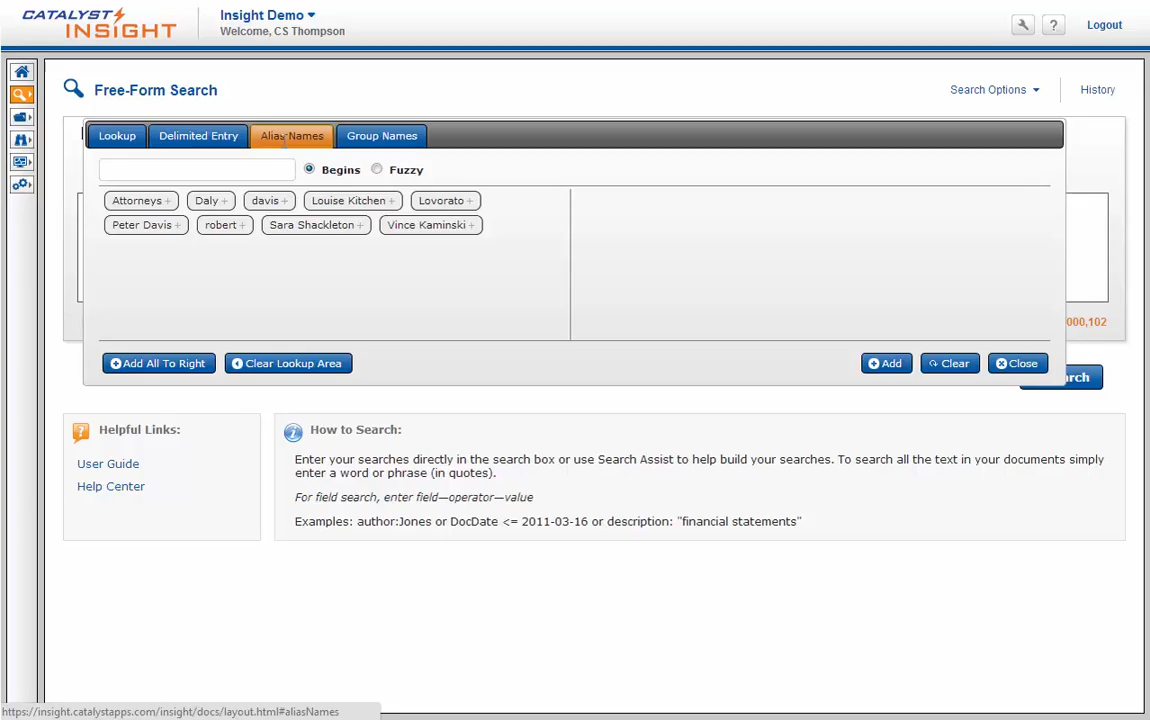 CATALYST INSIGHT
Insight Demo
Welcome, CS Thompson
? Logout
Free-Form Search
Search Options
History
Lookup Delimited Entry Alias Names Group Names
Begins Fuzzy
Attorneys + Daly + davis + Louise Kitchen + Lovorato +
Peter Davis + robert + Sara Shackleton + Vince Kaminski +
000,102
Add All To Right Clear Lookup Area Add Clear Close
arch
Helpful Links:
User Guide
Help Center
How to Search:
Enter your searches directly in the search box or use Search Assist to help build your searches. To search all the text in your documents simply
enter a word or phrase (in quotes).
For field search, enter field—operator—value
Examples: author:Jones or DocDate <= 2011-03-16 or description: "financial statements"
https://insight.catalystapps.com/insight/docs/layout.html#aliasNames